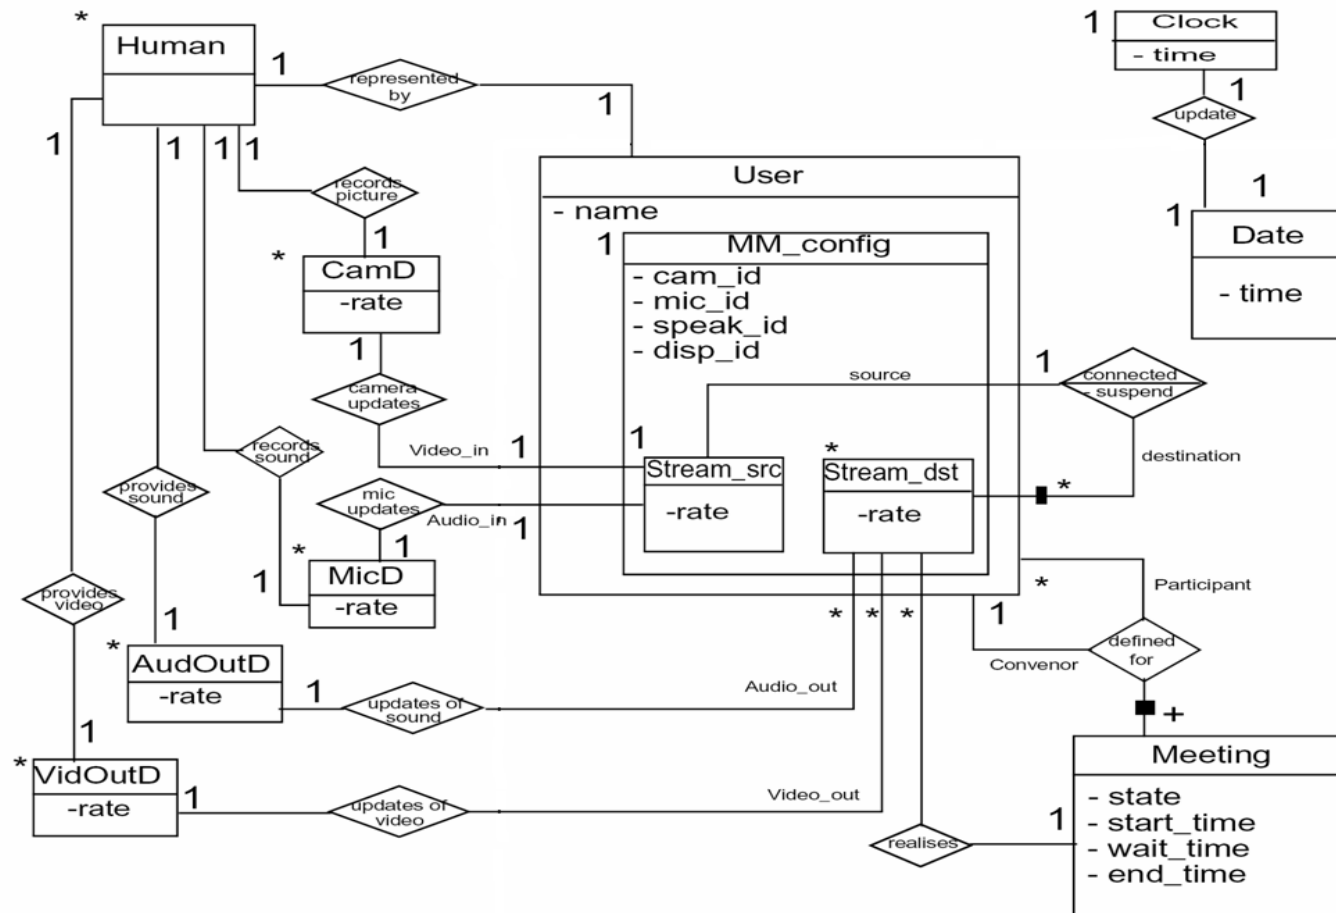 *
Human
1
represented
by
1
1
Clock
- time
1
update
1
1
Date
- time
1
1
1
1
records
picture
1
*
CamD
-rate
1
camera
updates
Video_in
1
User
- name
1
MM_config
- cam_id
- mic_id
- speak_id
- disp_id
source
1
connected
- suspend
destination
*
1
Stream_src
-rate
*
Stream_dst
-rate
records
sound
1
mic
updates
Audio_in
1
1
*
MicD
-rate
provides
sound
1
provides
video
1
*
AudOutD
-rate
1
updates of
sound
Audio_out
*
*
*
1
Convenor
*
Participant
defined
for
+
*
VidOutD
-rate
1
updates of
video
Video_out
realises
1
Meeting
- state
- start_time
- wait_time
- end_time